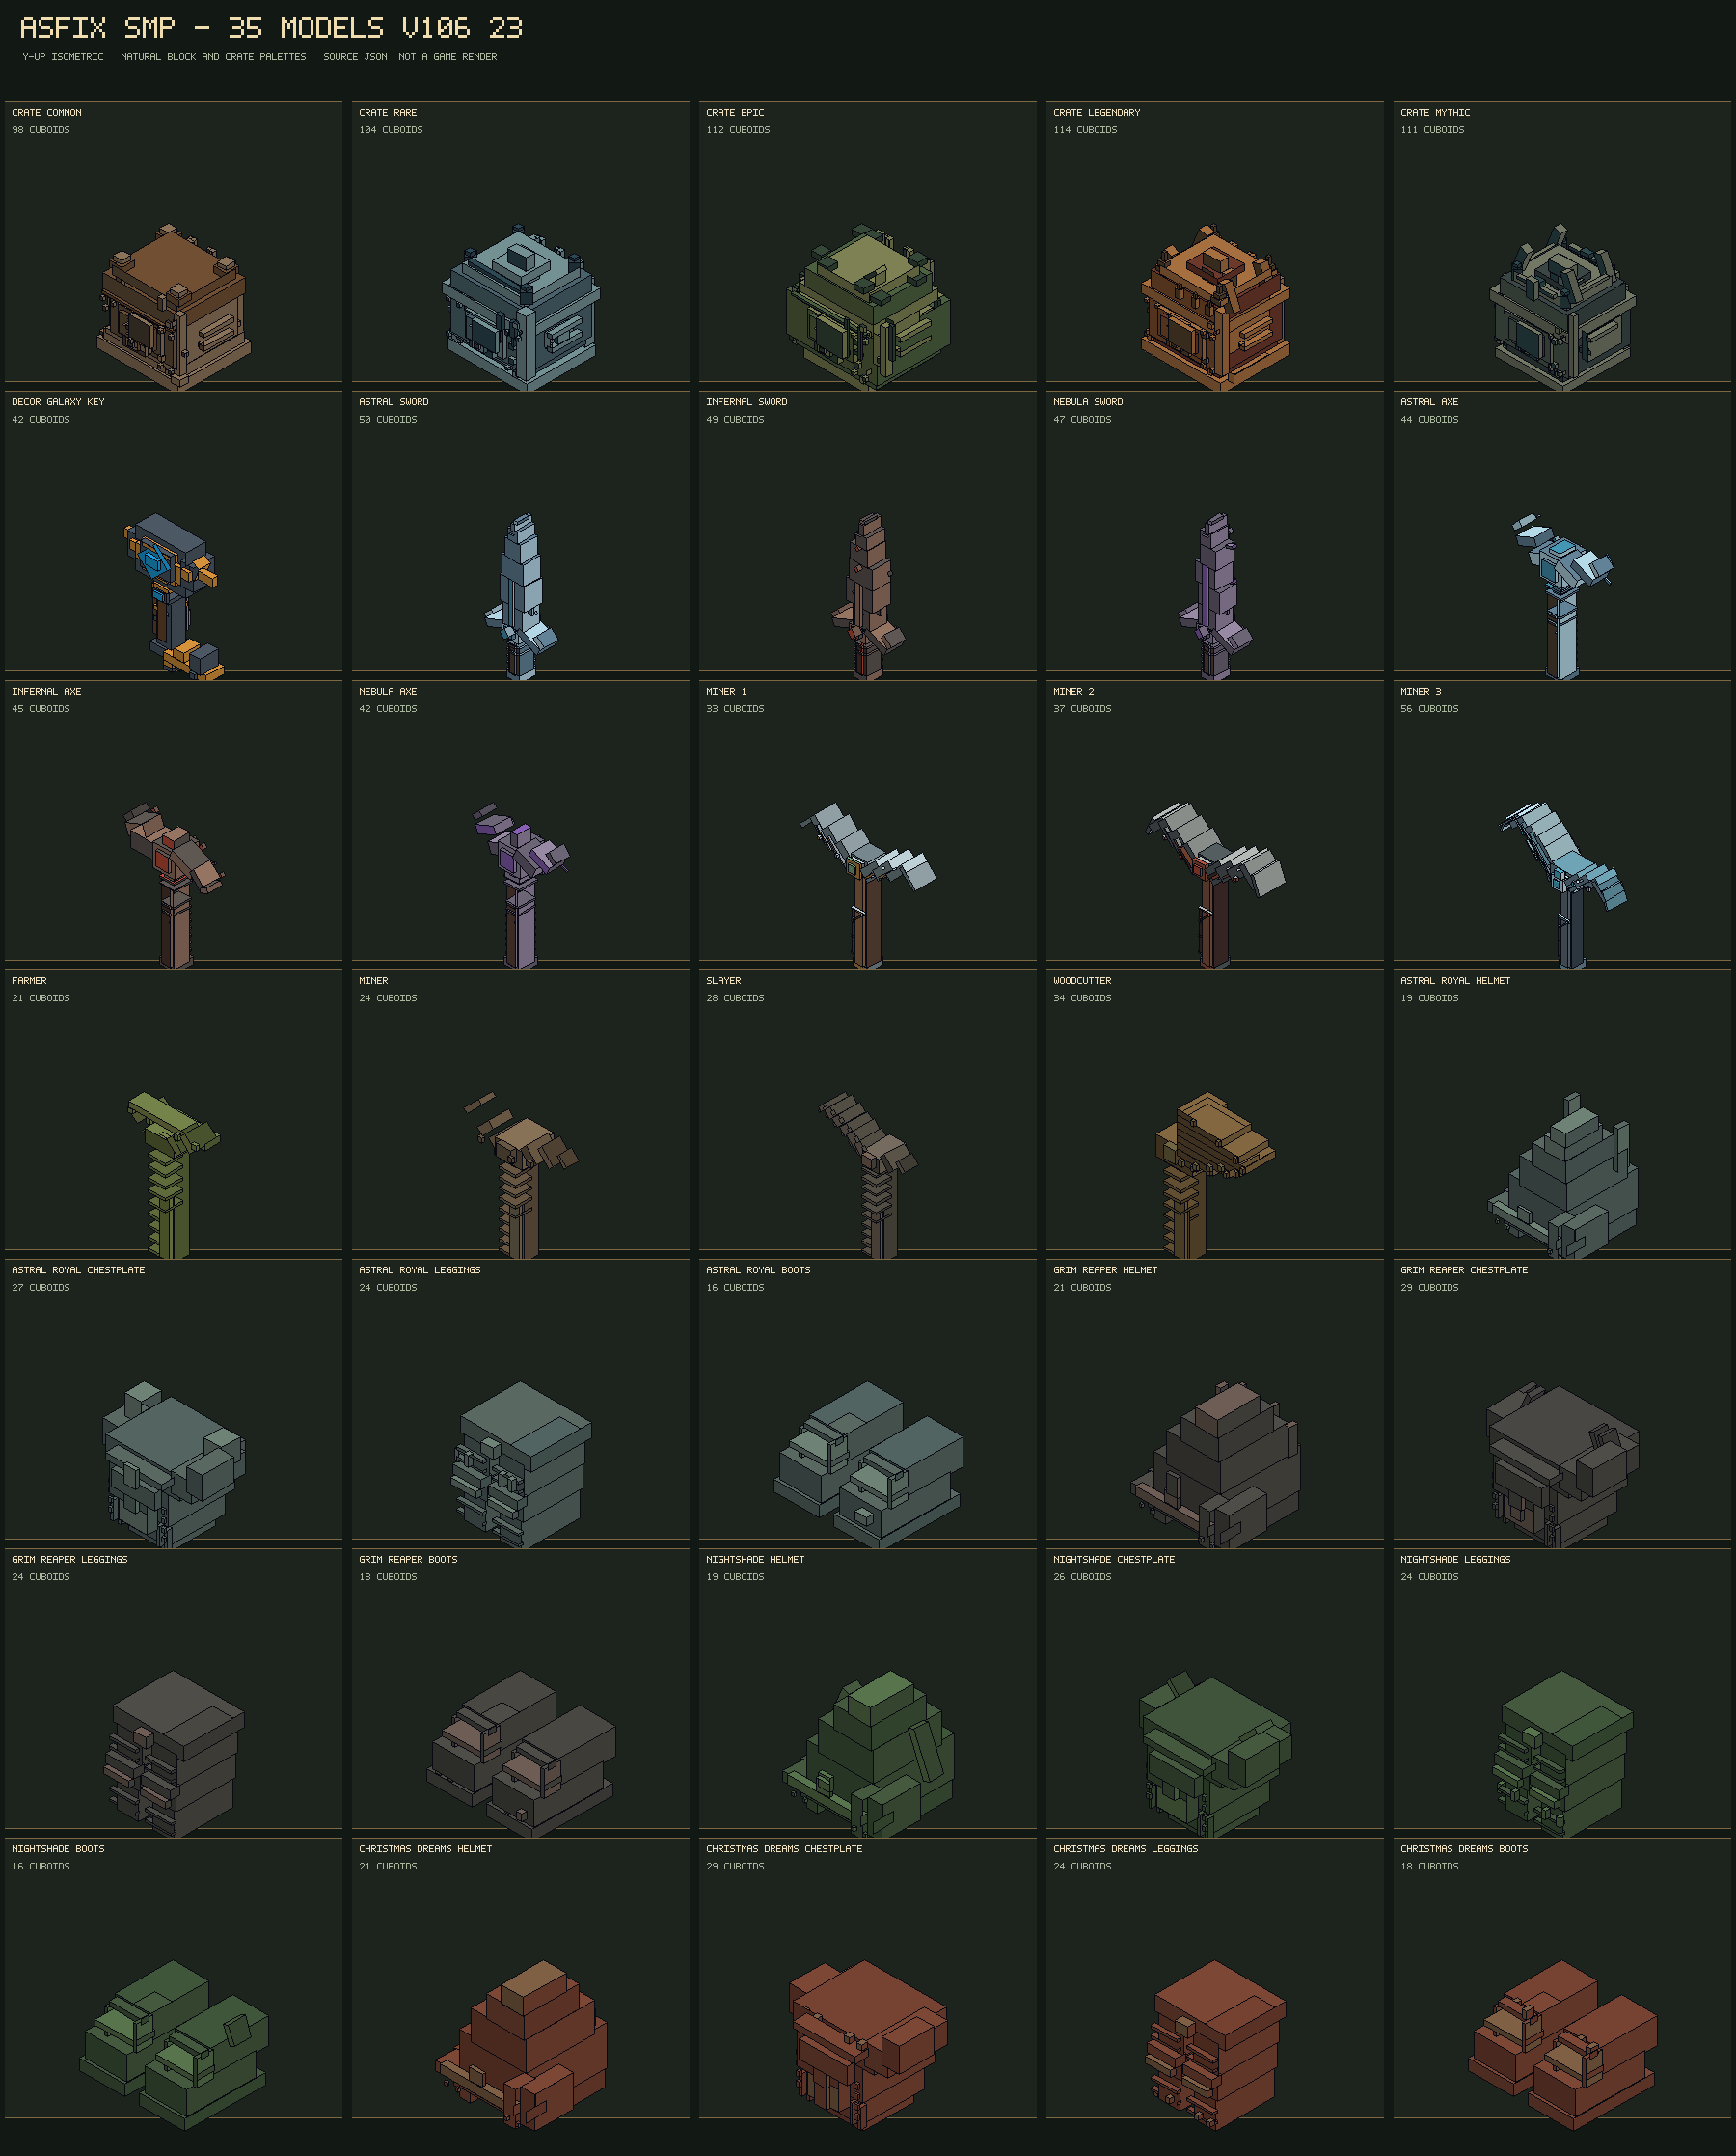 ASFIX SMP - 35 MODELS V106 23
Y-UP ISOMETRIC NATURAL BLOCK AND CRATE PALETTES SOURCE JSON NOT A GAME RENDER
CRATE COMMON
98 CUBOIDS
CRATE RARE
104 CUBOIDS
CRATE EPIC
112 CUBOIDS
CRATE LEGENDARY
114 CUBOIDS
CRATE MYTHIC
111 CUBOIDS
DECOR GALAXY KEY
42 CUBOIDS
ASTRAL SWORD
50 CUBOIDS
INFERNAL SWORD
49 CUBOIDS
NEBULA SWORD
47 CUBOIDS
ASTRAL AXE
44 CUBOIDS
INFERNAL AXE
45 CUBOIDS
NEBULA AXE
42 CUBOIDS
MINER 1
33 CUBOIDS
MINER 2
37 CUBOIDS
MINER 3
56 CUBOIDS
FARMER
21 CUBOIDS
MINER
24 CUBOIDS
SLAYER
28 CUBOIDS
WOODCUTTER
34 CUBOIDS
ASTRAL ROYAL HELMET
19 CUBOIDS
ASTRAL ROYAL CHESTPLATE
27 CUBOIDS
ASTRAL ROYAL LEGGINGS
24 CUBOIDS
ASTRAL ROYAL BOOTS
16 CUBOIDS
GRIM REAPER HELMET
21 CUBOIDS
GRIM REAPER CHESTPLATE
29 CUBOIDS
GRIM REAPER LEGGINGS
24 CUBOIDS
GRIM REAPER BOOTS
18 CUBOIDS
NIGHTSHADE HELMET
19 CUBOIDS
NIGHTSHADE CHESTPLATE
26 CUBOIDS
NIGHTSHADE LEGGINGS
24 CUBOIDS
NIGHTSHADE BOOTS
16 CUBOIDS
CHRISTMAS DREAMS HELMET
21 CUBOIDS
CHRISTMAS DREAMS CHESTPLATE
29 CUBOIDS
CHRISTMAS DREAMS LEGGINGS
24 CUBOIDS
CHRISTMAS DREAMS BOOTS
18 CUBOIDS